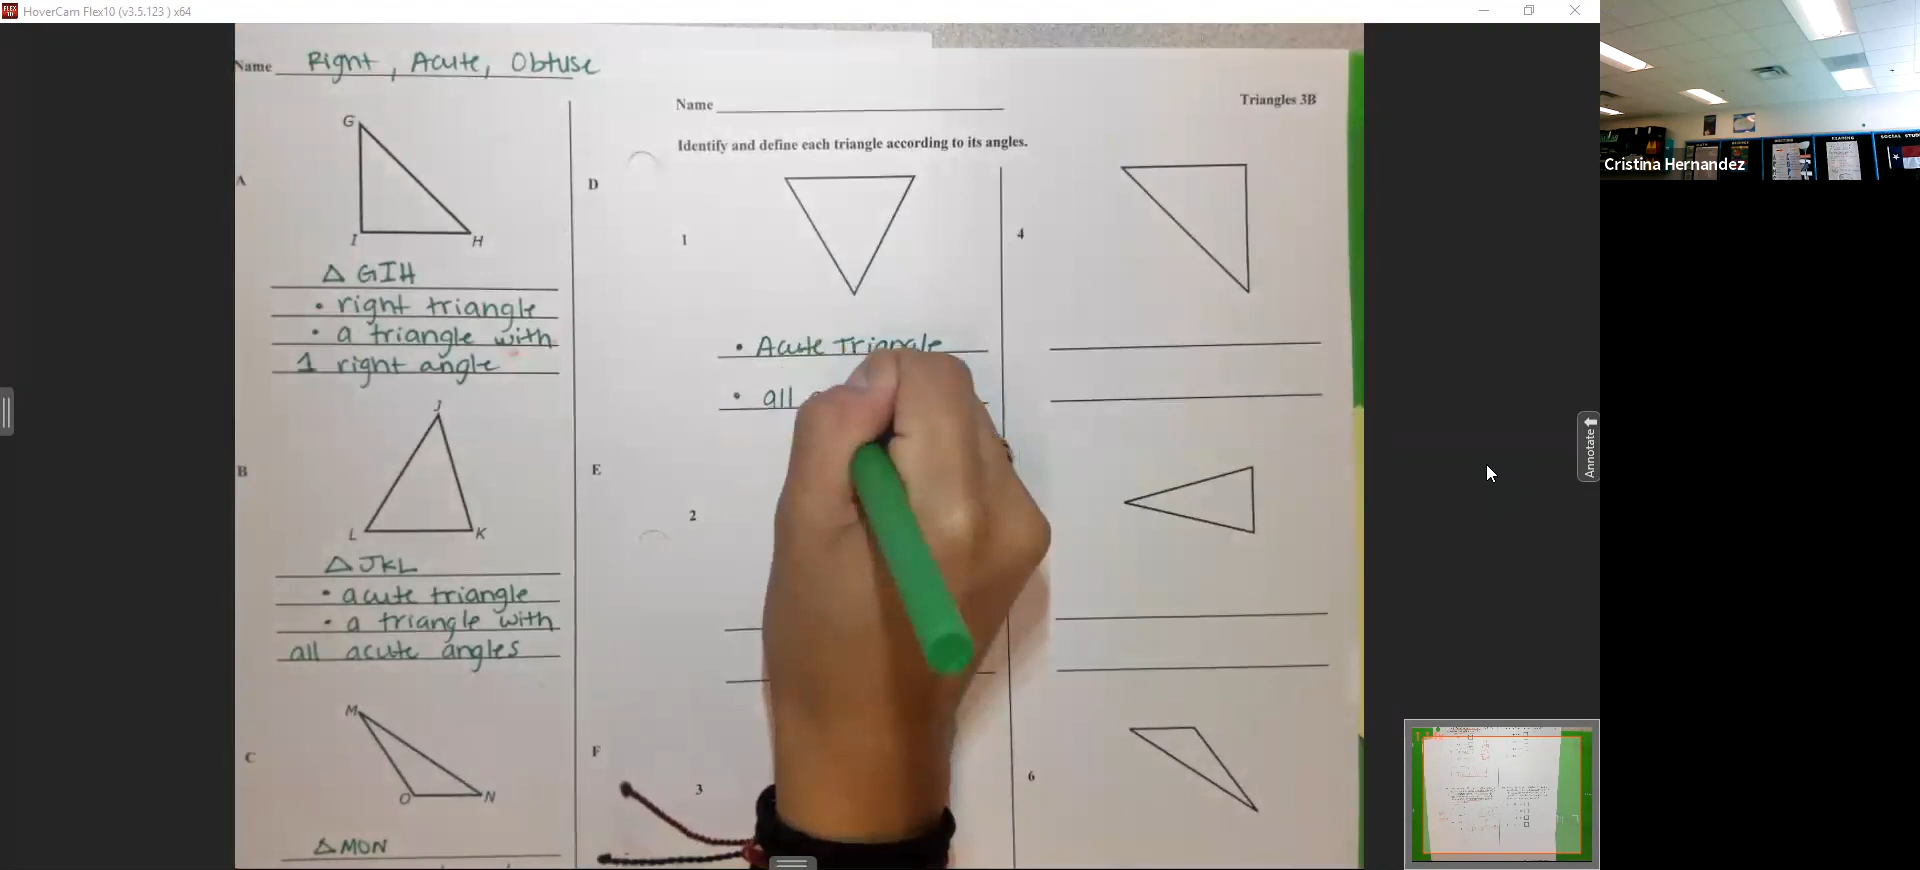 HoverCam Flex10 (v3.5.123 ) x64
Name Right, Acute, Obtuse
A
G
I
H
△ GIH
• right triangle
• a triangle with
1 right angle
B
J
L
K
△JKL
• acute triangle
• a triangle with
all acute angles
C
M
O
N
△MON
D
E
F
Name
Triangles 3B
Identify and define each triangle according to its angles.
1
• Acute Triangle
• all
2
3
4
6
Annotate
Cristina Hernandez
READING